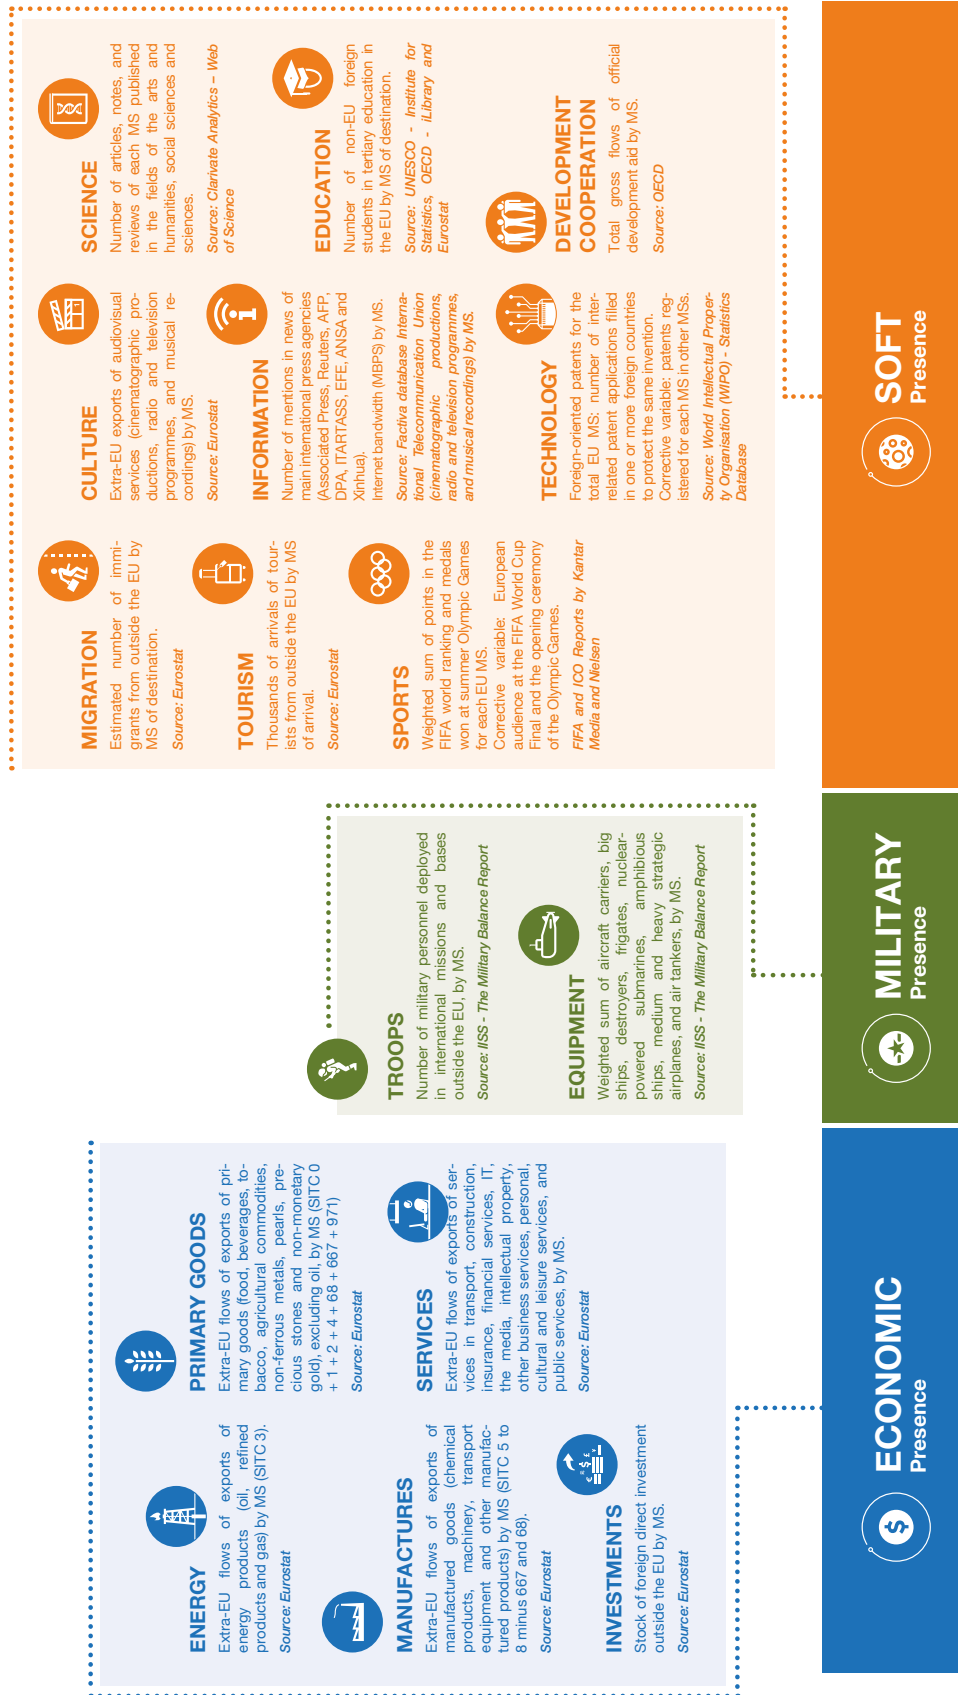 ECONOMIC
Presence
ENERGY
Extra-EU flows of exports of
energy products (oil, refined
products and gas) by MS (SITC 3).
Source: Eurostat
PRIMARY GOODS
Extra-EU flows of exports of pri-
mary goods (food, beverages, to-
bacco, agricultural commodities,
non-ferrous metals, pearls, pre-
cious stones and non-monetary
gold), excluding oil, by MS (SITC 0
+ 1 + 2 + 4 + 68 + 667 + 971)
Source: Eurostat
MANUFACTURES
Extra-EU flows of exports of
manufactured goods (chemical
products, machinery, transport
equipment and other manufac-
tured products) by MS (SITC 5 to
8 minus 667 and 68).
Source: Eurostat
SERVICES
Extra-EU flows of exports of ser-
vices in transport, construction,
insurance, financial services, IT,
the media, intellectual property,
other business services, personal,
cultural and leisure services, and
public services, by MS.
Source: Eurostat
INVESTMENTS
Stock of foreign direct investment
outside the EU by MS.
Source: Eurostat
MILITARY
Presence
TROOPS
Number of military personnel deployed
in international missions and bases
outside the EU, by MS.
Source: IISS - The Military Balance Report
EQUIPMENT
Weighted sum of aircraft carriers, big
ships, destroyers, frigates, nuclear-
powered submarines, amphibious
ships, medium and heavy strategic
airplanes, and air tankers, by MS.
Source: IISS - The Military Balance Report
SOFT
Presence
MIGRATION
Estimated number of immi-
grants from outside the EU by
MS of destination.
Source: Eurostat
TOURISM
Thousands of arrivals of tour-
ists from outside the EU by MS
of arrival.
Source: Eurostat
SPORTS
Weighted sum of points in the
FIFA world ranking and medals
won at summer Olympic Games
for each EU MS.
Corrective variable: European
audience at the FIFA World Cup
Final and the opening ceremony
of the Olympic Games.
FIFA and ICO Reports by Kantar
Media and Nielsen
CULTURE
Extra-EU exports of audiovisual
services (cinematographic pro-
ductions, radio and television
programmes, and musical re-
cordings) by MS.
Source: Eurostat
INFORMATION
Number of mentions in news of
main international press agencies
(Associated Press, Reuters, AFP,
DPA, ITARTASS, EFE, ANSA and
Xinhua).
Internet bandwidth (MBPS) by MS.
Source: Factiva database Interna-
tional Telecommunication Union
(cinematographic productions,
radio and television programmes,
and musical recordings) by MS.
TECHNOLOGY
Foreign-oriented patents for the
total EU MS: number of inter-
related patent applications filled
in one or more foreign countries
to protect the same invention.
Corrective variable: patents reg-
istered for each MS in other MSs.
Source: World Intellectual Proper-
ty Organisation (WIPO) - Statistics
Database
SCIENCE
Number of articles, notes, and
reviews of each MS published
in the fields of the arts and
humanities, social sciences and
sciences.
Source: Clarivate Analytics – Web
of Science
EDUCATION
Number of non-EU foreign
students in tertiary education in
the EU by MS of destination.
Source: UNESCO - Institute for
Statistics, OECD - iLibrary and
Eurostat
DEVELOPMENT
COOPERATION
Total gross flows of official
development aid by MS.
Source: OECD